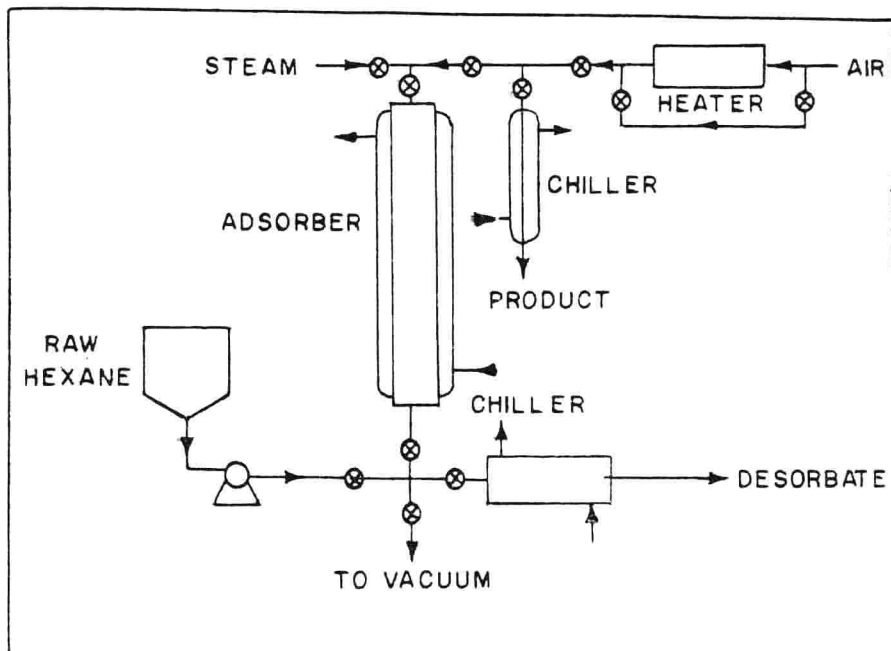 STEAM
AIR
HEATER
CHILLER
ADSORBER
PRODUCT
RAW
HEXANE
CHILLER
DESORBATE
TO VACUUM